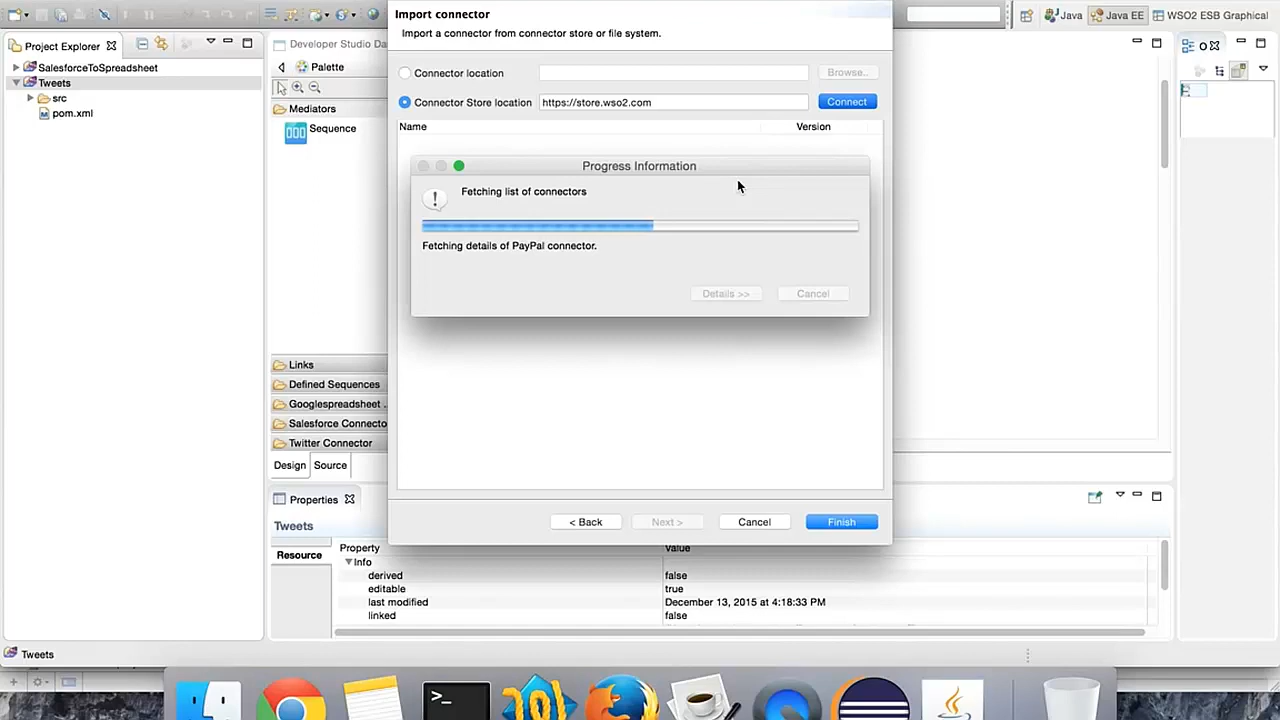 Import connector
Import a connector from connector store or file system.
Java
Java EE
WSO2 ESB Graphical
Project Explorer
SalesforceToSpreadsheet
Tweets
src
pom.xml
Developer Studio Da
Palette
Mediators
Sequence
Links
Defined Sequences
Googlespreadsheet .
Salesforce Connecto
Twitter Connector
Design
Source
Connector location
Browse..
Connector Store location
https://store.wso2.com
Connect
Name
Version
Progress Information
Fetching list of connectors
Fetching details of PayPal connector.
Details >>
Cancel
< Back
Next >
Cancel
Finish
Properties
Tweets
Resource
Property
Value
Info
derived
false
editable
true
last modified
December 13, 2015 at 4:18:33 PM
linked
false
Tweets